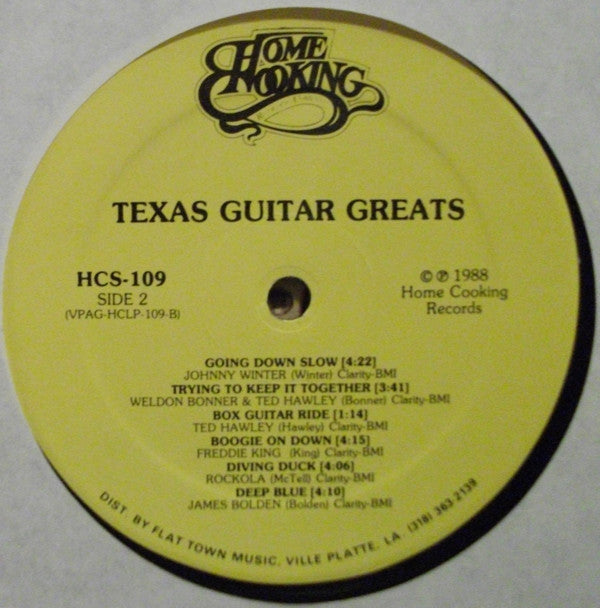 HOME
COOKING
TEXAS GUITAR GREATS
HCS-109
SIDE 2
(VPAG-HCLP-109-B)
© ℗ 1988
Home Cooking
Records
GOING DOWN SLOW [4:22]
JOHNNY WINTER (Winter) Clarity-BMI
TRYING TO KEEP IT TOGETHER [3:41]
WELDON BONNER & TED HAWLEY (Bonner) Clarity-BMI
BOX GUITAR RIDE [1:14]
TED HAWLEY (Hawley) Clarity-BMI
BOOGIE ON DOWN [4:15]
FREDDIE KING (King) Clarity-BMI
DIVING DUCK [4:06]
ROCKOLA (McTell) Clarity-BMI
DEEP BLUE [4:10]
JAMES BOLDEN (Bolden) Clarity-BMI
DIST. BY FLAT TOWN MUSIC, VILLE PLATTE, LA. (318) 363-2139